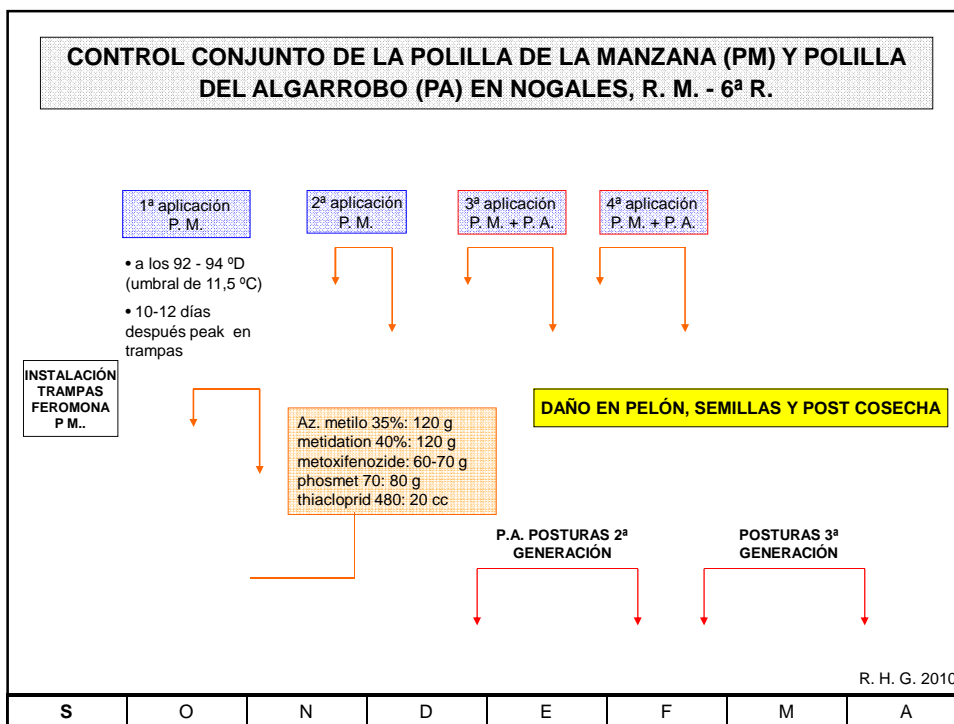 CONTROL CONJUNTO DE LA POLILLA DE LA MANZANA (PM) Y POLILLA
DEL ALGARROBO (PA) EN NOGALES, R. M. - 6ª R.
1ª aplicación
P. M.
2ª aplicación
P. M.
3ª aplicación
P. M. + P. A.
4ª aplicación
P. M. + P. A.
• a los 92 - 94 ºD
(umbral de 11,5 ºC)
• 10-12 días
después peak en
trampas
INSTALACIÓN
TRAMPAS
FEROMONA
P M..
DAÑO EN PELÓN, SEMILLAS Y POST COSECHA
Az. metilo 35%: 120 g
metidation 40%: 120 g
metoxifenozide: 60-70 g
phosmet 70: 80 g
thiacloprid 480: 20 cc
P.A. POSTURAS 2ª
GENERACIÓN
POSTURAS 3ª
GENERACIÓN
R. H. G. 2010
S O N D E F M A